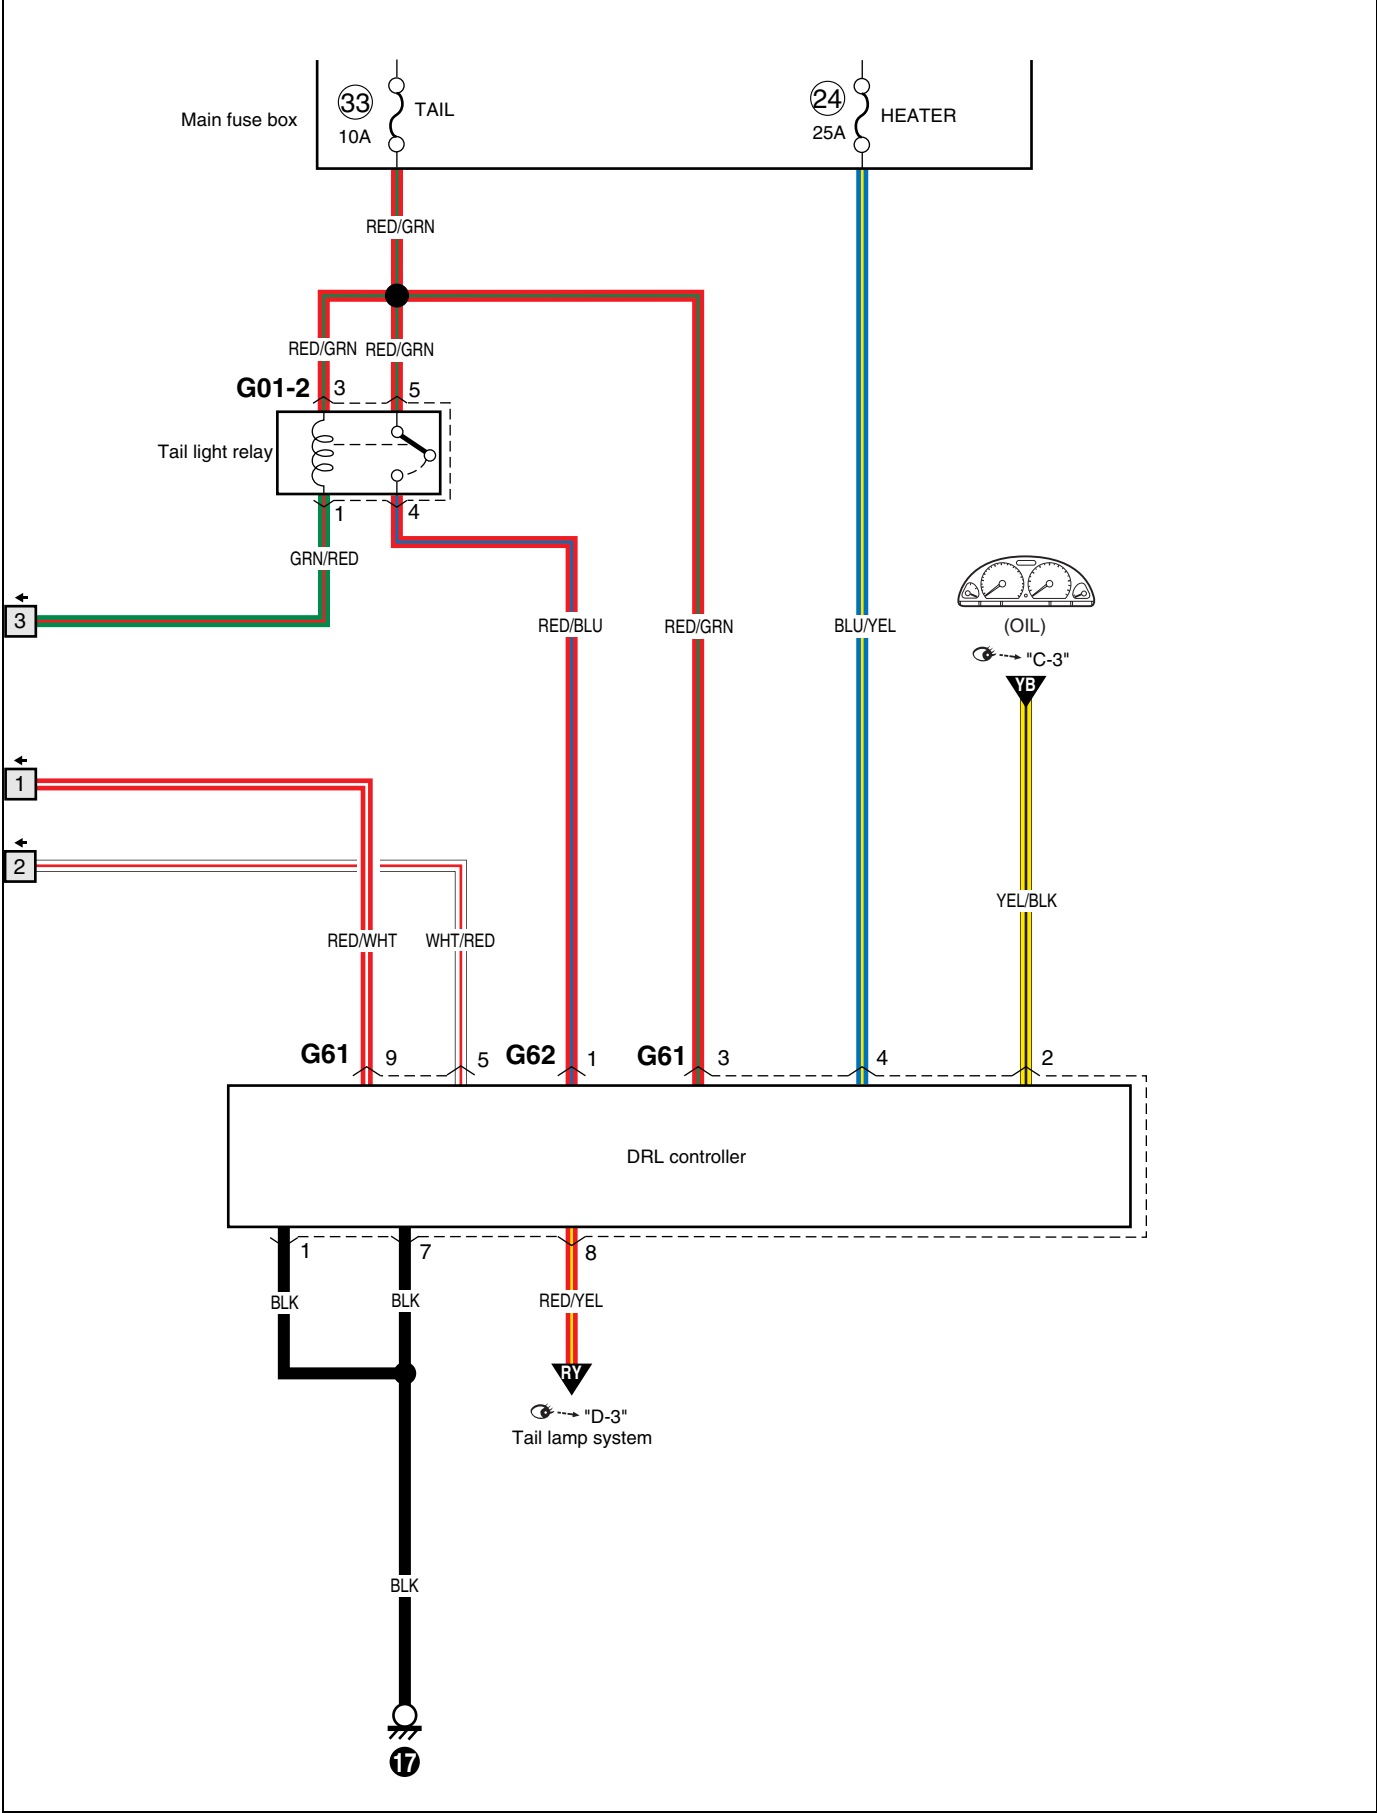 Main fuse box
33
10A
TAIL
24
25A
HEATER
RED/GRN
RED/GRN RED/GRN
G01-2 3 5
Tail light relay
1 4
GRN/RED
3
RED/BLU
RED/GRN
BLU/YEL
(OIL)
"C-3"
YB
1
2
YEL/BLK
RED/WHT
WHT/RED
G61 9 5 G62 1 G61 3 4 2
DRL controller
1 7 8
BLK
BLK
RED/YEL
RY
"D-3"
Tail lamp system
BLK
17